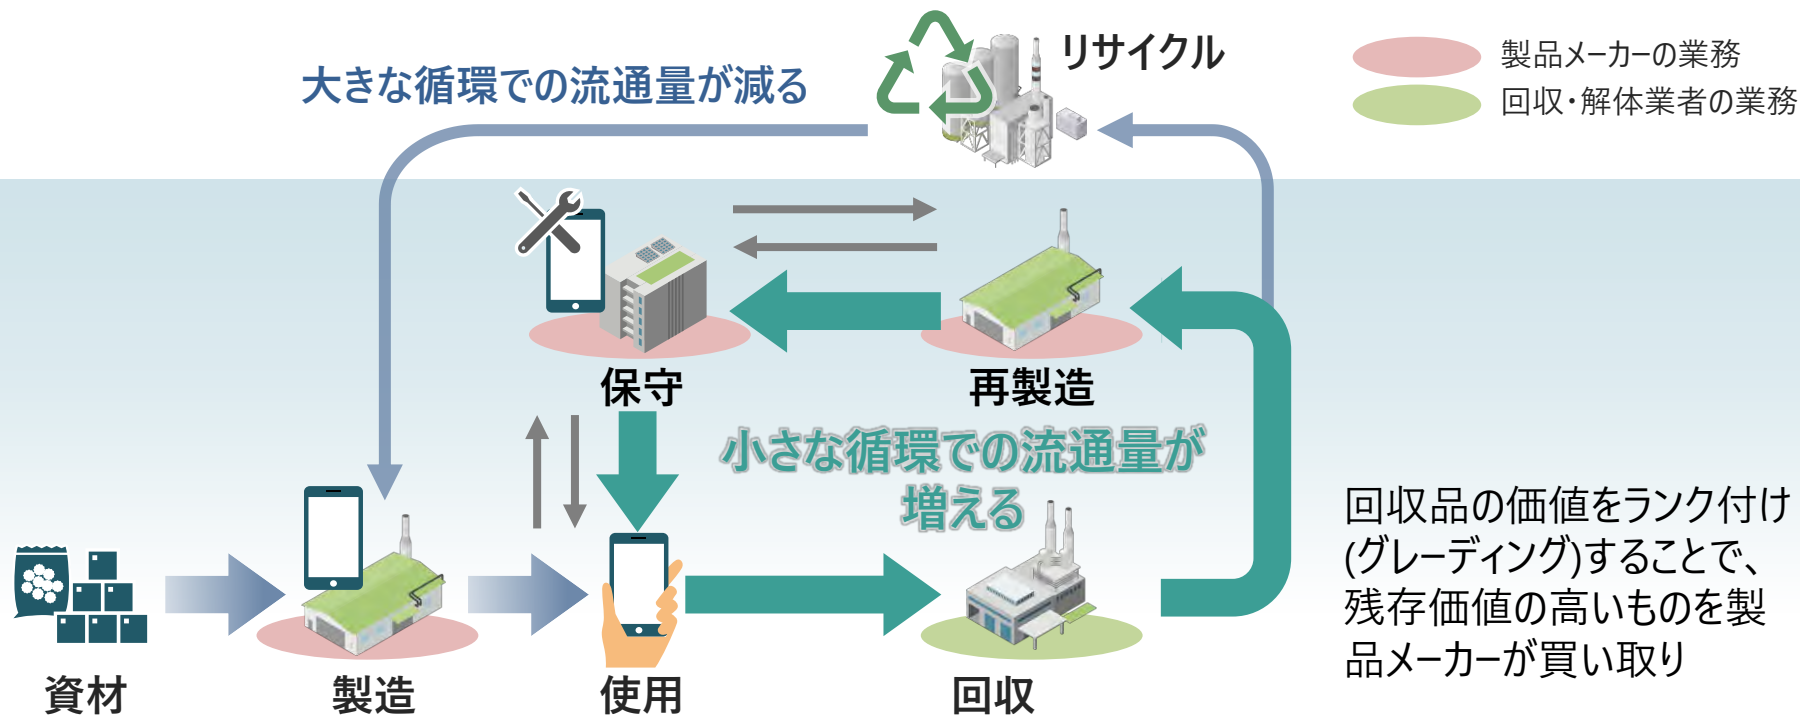 リサイクル
大きな循環での流通量が減る
製品メーカーの業務
回収・解体業者の業務
保守
再製造
小さな循環での流通量が
増える
回収品の価値をランク付け
(グレーディング)することで、
残存価値の高いものを製
品メーカーが買い取り
資材
製造
使用
回収